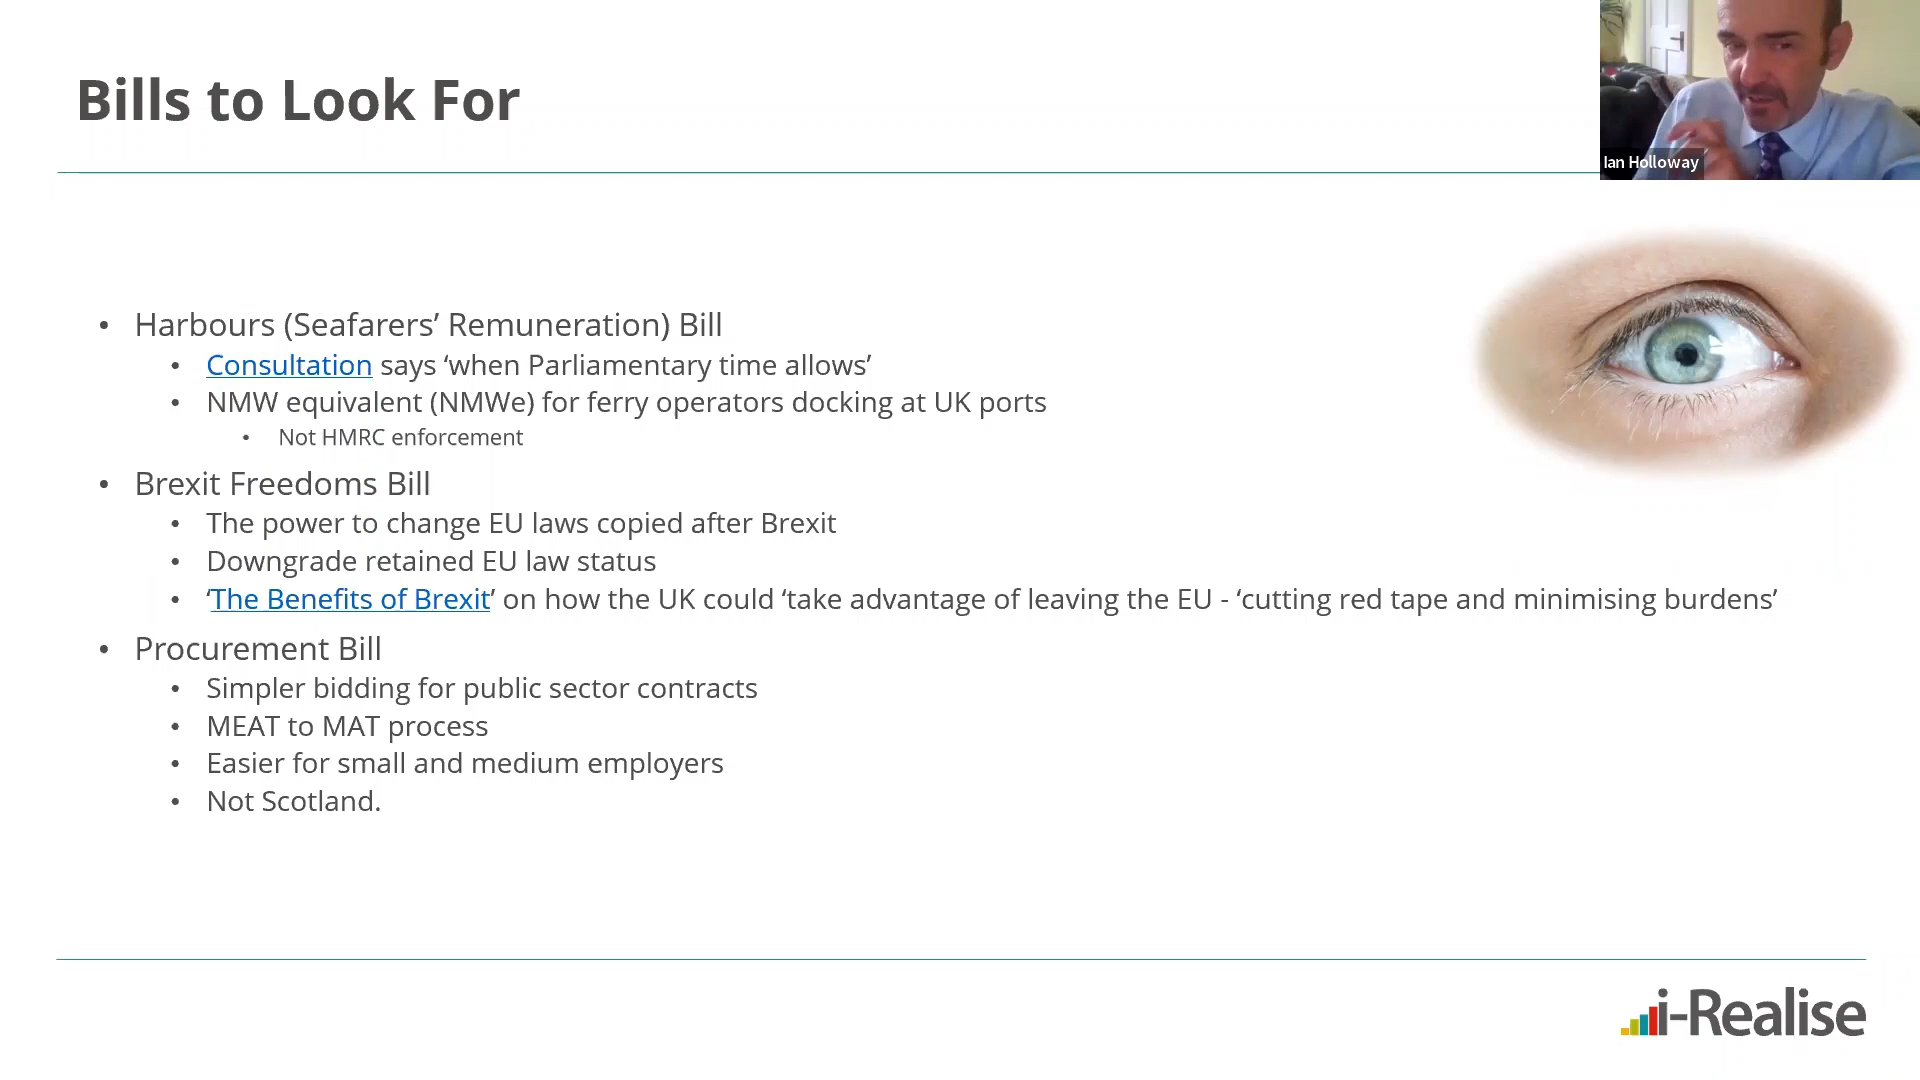 Bills to Look For
Ian Holloway
• Harbours (Seafarers’ Remuneration) Bill
• Consultation says ‘when Parliamentary time allows’
• NMW equivalent (NMWe) for ferry operators docking at UK ports
• Not HMRC enforcement
• Brexit Freedoms Bill
• The power to change EU laws copied after Brexit
• Downgrade retained EU law status
• ‘The Benefits of Brexit’ on how the UK could ‘take advantage of leaving the EU - ‘cutting red tape and minimising burdens’
• Procurement Bill
• Simpler bidding for public sector contracts
• MEAT to MAT process
• Easier for small and medium employers
• Not Scotland.
i-Realise